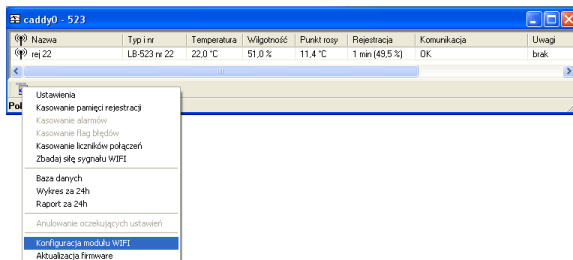 caddy0 - 523
Nazwa Typ i nr Temperatura Wilgotność Punkt rosy Rejestracja Komunikacja Uwagi
rej 22 LB-523 nr 22 22,0 °C 51,0 % 11,4 °C 1 min (49,5 %) OK brak
Ustawienia
Kasowanie pamięci rejestracji
Kasowanie alarmów
Kasowanie flag błędów
Kasowanie liczników połączeń
Zbadaj siłę sygnału WIFI
Baza danych
Wykres za 24h
Raport za 24h
Anulowanie oczekujących ustawień
Konfiguracja modułu WIFI
Aktualizacja firmware